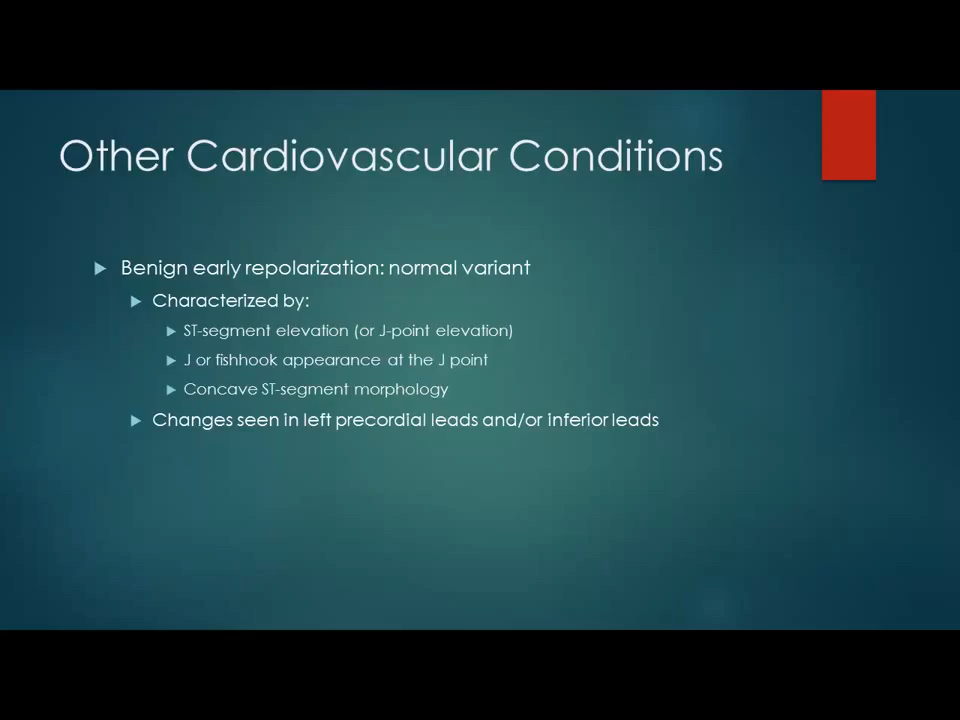 Other Cardiovascular Conditions
Benign early repolarization: normal variant
Characterized by:
ST-segment elevation (or J-point elevation)
J or fishhook appearance at the J point
Concave ST-segment morphology
Changes seen in left precordial leads and/or inferior leads